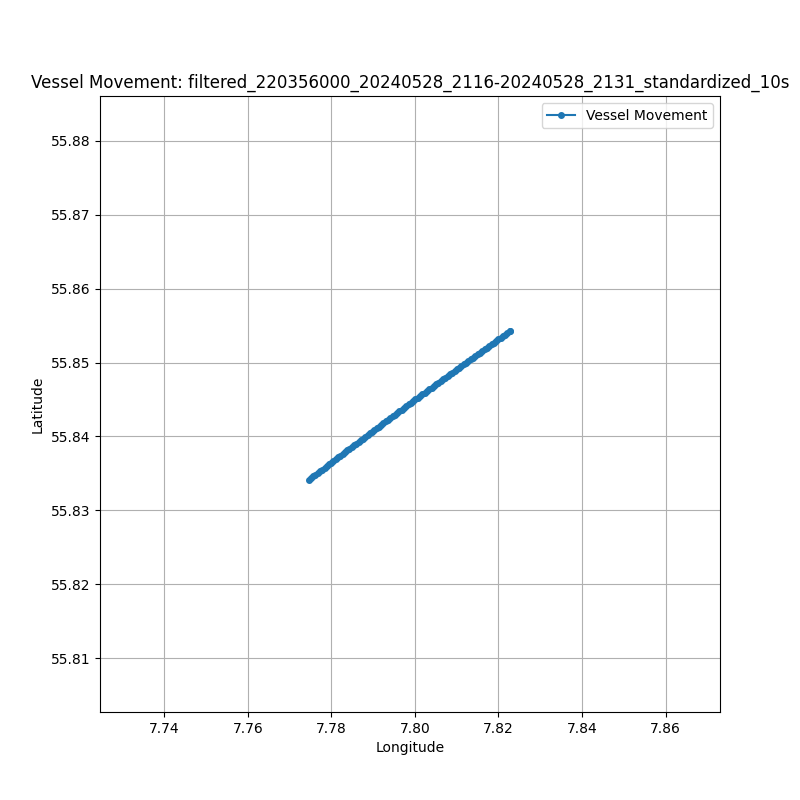 Vessel Movement: filtered_220356000_20240528_2116-20240528_2131_standardized_10s
Vessel Movement
55.88
55.87
55.86
55.85
55.84
55.83
55.82
55.81
Latitude
7.74 7.76 7.78 7.80 7.82 7.84 7.86
Longitude